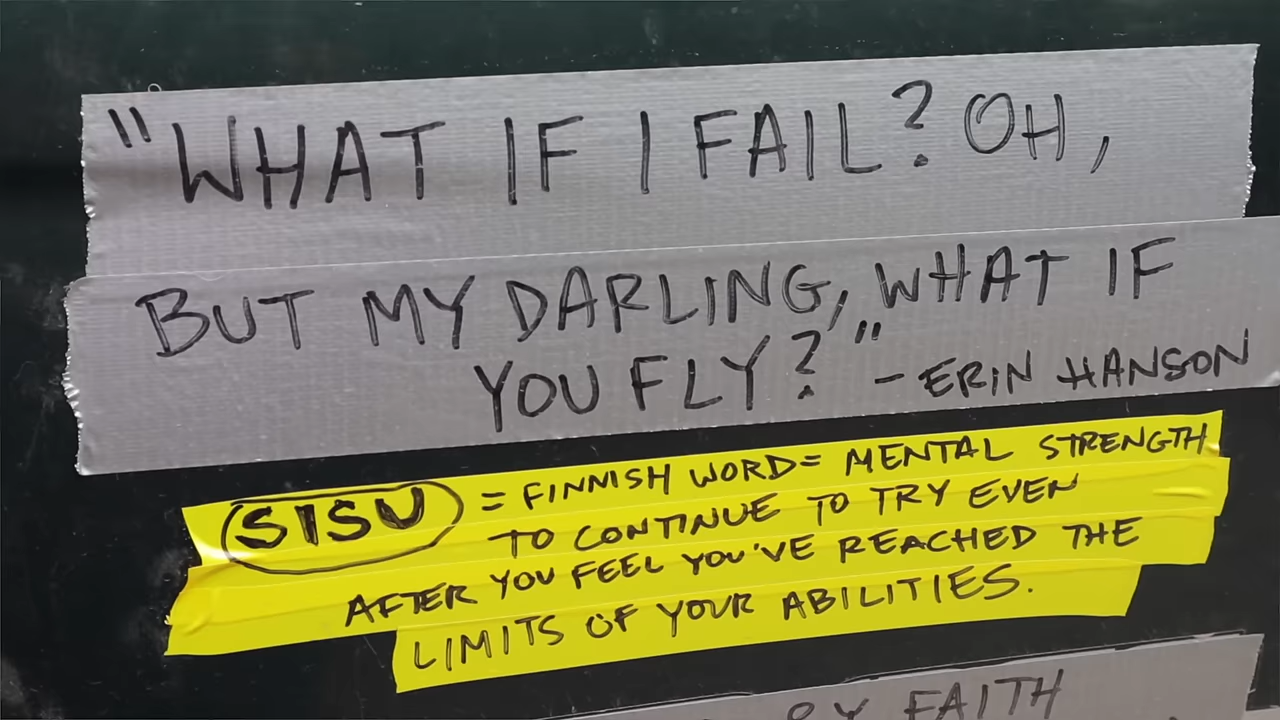 "WHAT IF I FAIL? OH,
BUT MY DARLING, WHAT IF
YOU FLY?" - ERIN HANSON
SISU = FINNISH WORD = MENTAL STRENGTH
TO CONTINUE TO TRY EVEN
AFTER YOU FEEL YOU'VE REACHED THE
LIMITS OF YOUR ABILITIES.
BY FAITH